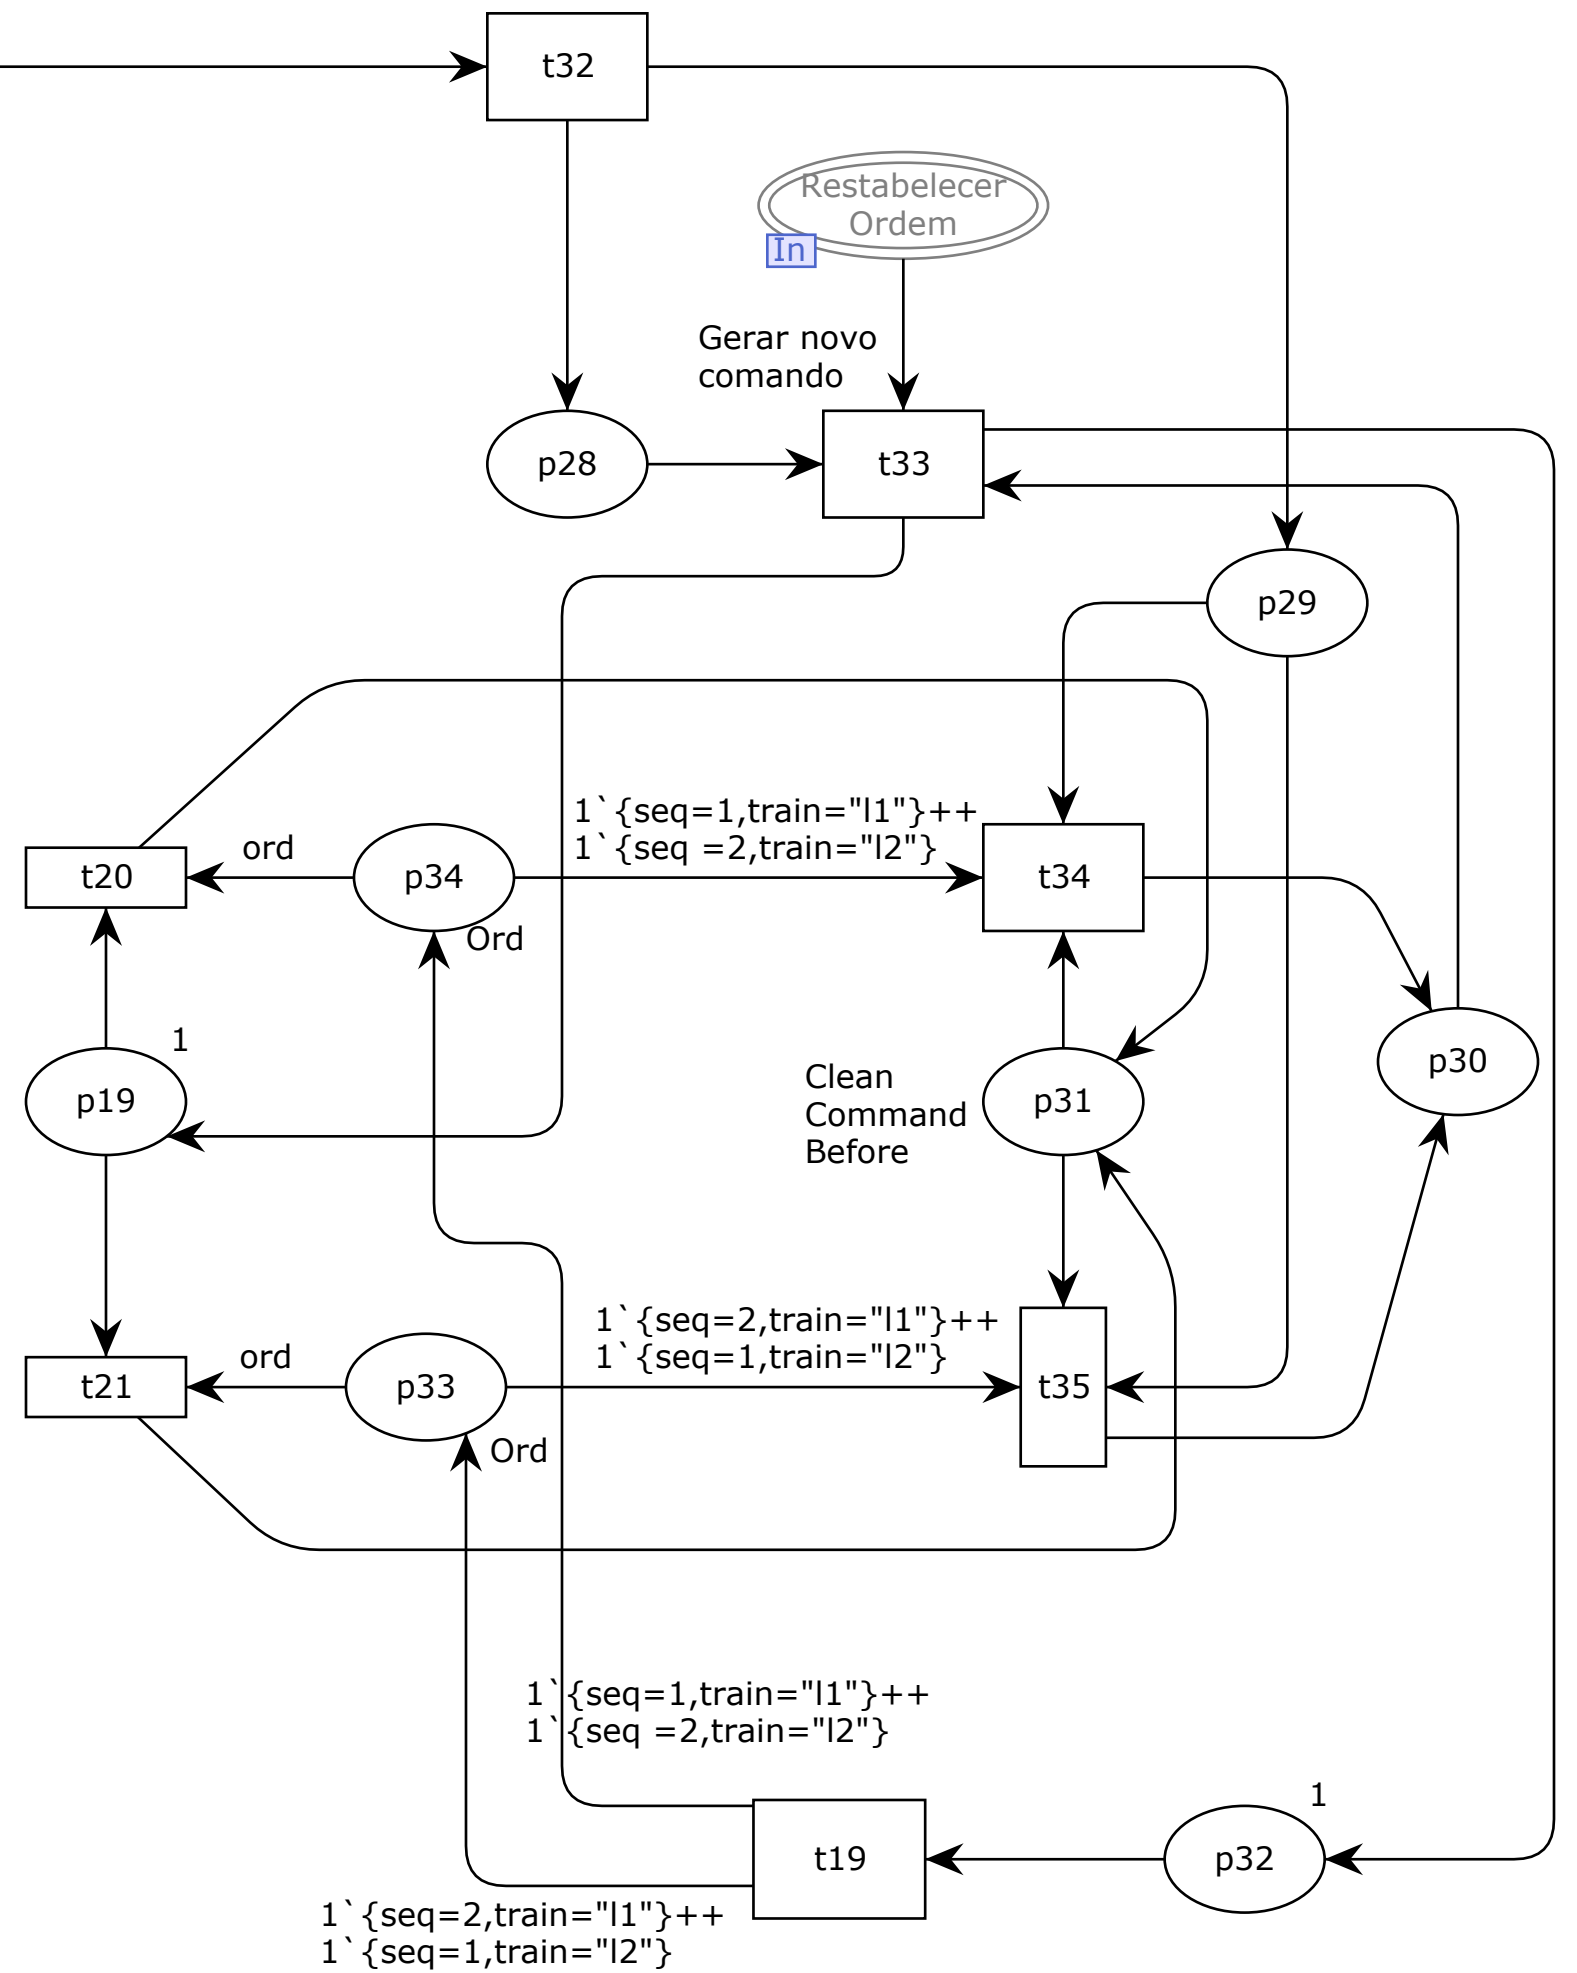 t32
Restabelecer
Ordem
In
Gerar novo
comando
p28
t33
p29
1`{seq=1,train="l1"}++
1`{seq =2,train="l2"}
ord
t20
p34
t34
Ord
1
p19
Clean
Command
Before
p31
p30
1`{seq=2,train="l1"}++
1`{seq=1,train="l2"}
ord
t21
p33
t35
Ord
1`{seq=1,train="l1"}++
1`{seq =2,train="l2"}
1
t19
p32
1`{seq=2,train="l1"}++
1`{seq=1,train="l2"}